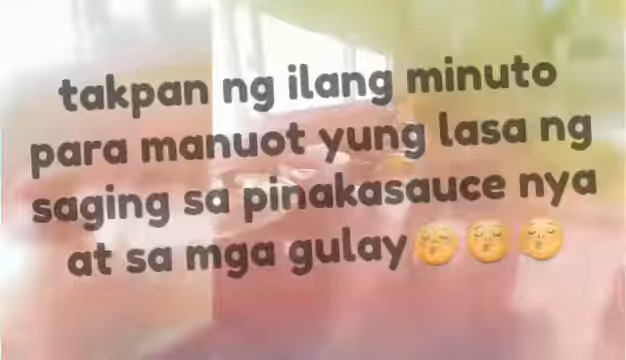 takpan ng ilang minuto
para manuot yung lasa ng
saging sa pinakasauce nya
at sa mga gulay😋😋😋